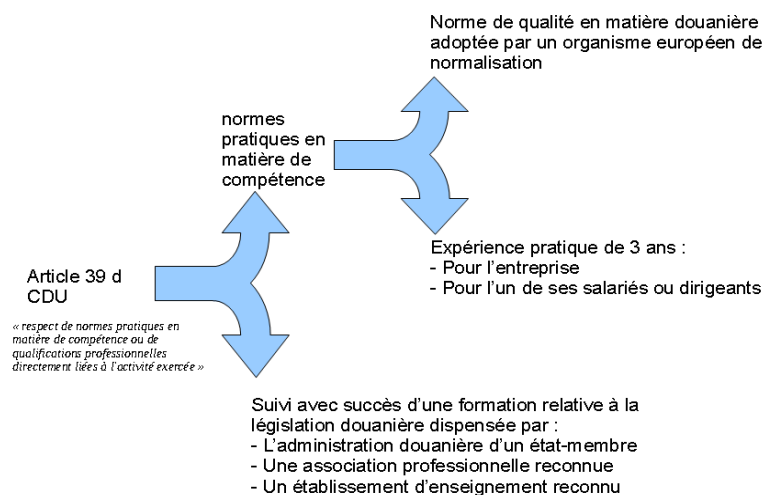 Norme de qualité en matière douanière
adoptée par un organisme européen de
normalisation
normes
pratiques en
matière de
compétence
Expérience pratique de 3 ans :
- Pour l'entreprise
- Pour l'un de ses salariés ou dirigeants
Article 39 d
CDU
« respect de normes pratiques en
matière de compétence ou de
qualifications professionnelles
directement liées à l'activité exercée »
Suivi avec succès d'une formation relative à la
législation douanière dispensée par :
- L'administration douanière d'un état-membre
- Une association professionnelle reconnue
- Un établissement d'enseignement reconnu